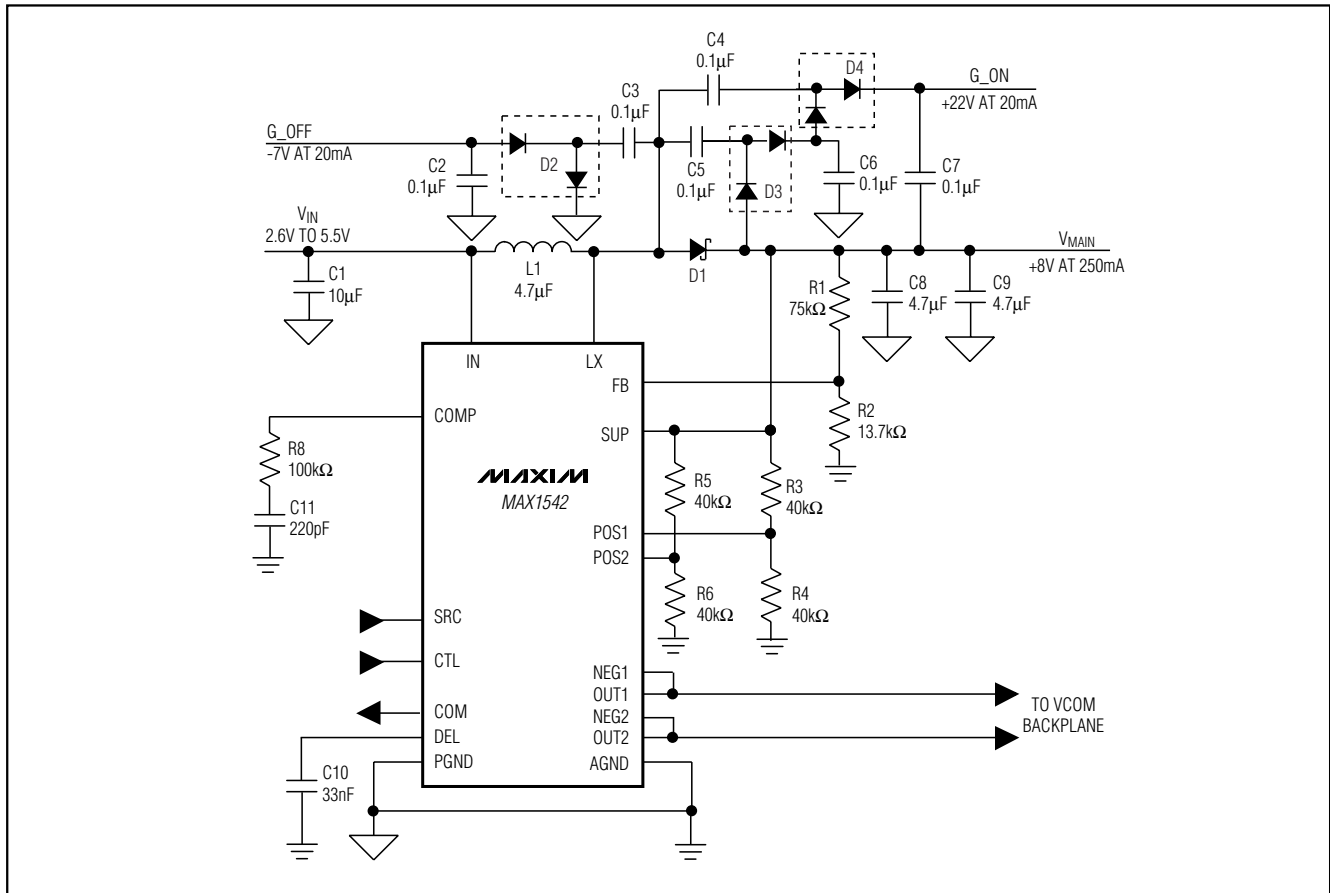 C4
0.1µF
D4
G_ON
+22V AT 20mA
C3
0.1µF
G_OFF
–7V AT 20mA
C2
0.1µF
D2
C5
0.1µF
D3
C6
0.1µF
C7
0.1µF
VIN
2.6V TO 5.5V
C1
10µF
L1
4.7µF
D1
VMAIN
+8V AT 250mA
R1
75kΩ
C8
4.7µF
C9
4.7µF
IN
LX
FB
COMP
SUP
R2
13.7kΩ
R8
100kΩ
C11
220pF
MAXIM
MAX1542
R5
40kΩ
R3
40kΩ
POS1
POS2
R6
40kΩ
R4
40kΩ
SRC
CTL
COM
DEL
PGND
NEG1
OUT1
NEG2
OUT2
AGND
TO VCOM
BACKPLANE
C10
33nF